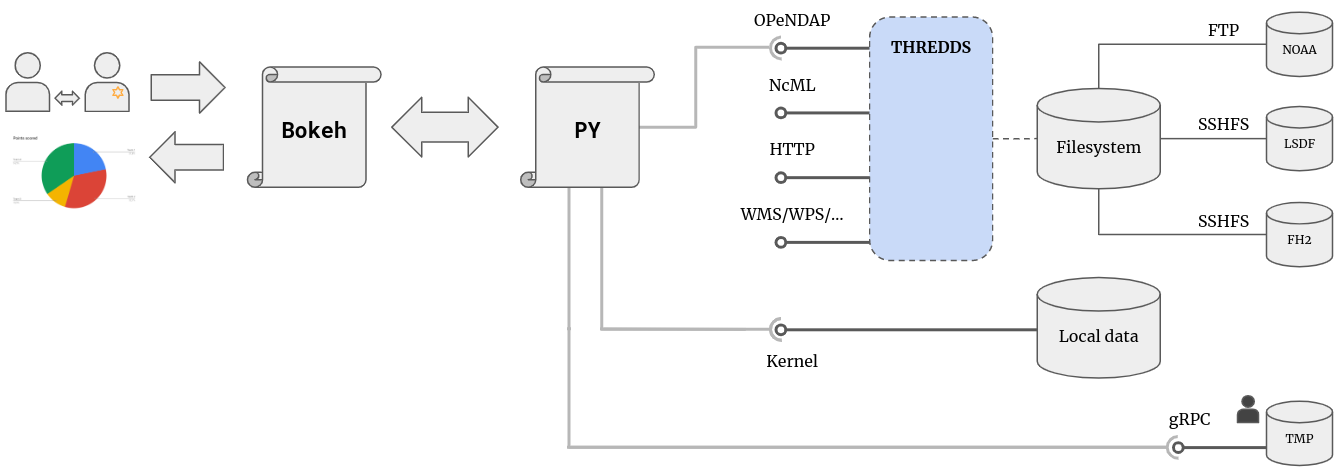 OPeNDAP
FTP
THREDDS
NOAA
NcML
Bokeh
PY
SSHFS
Points scored
HTTP
Filesystem
LSDF
WMS/WPS/...
SSHFS
FH2
Local data
Kernel
gRPC
TMP